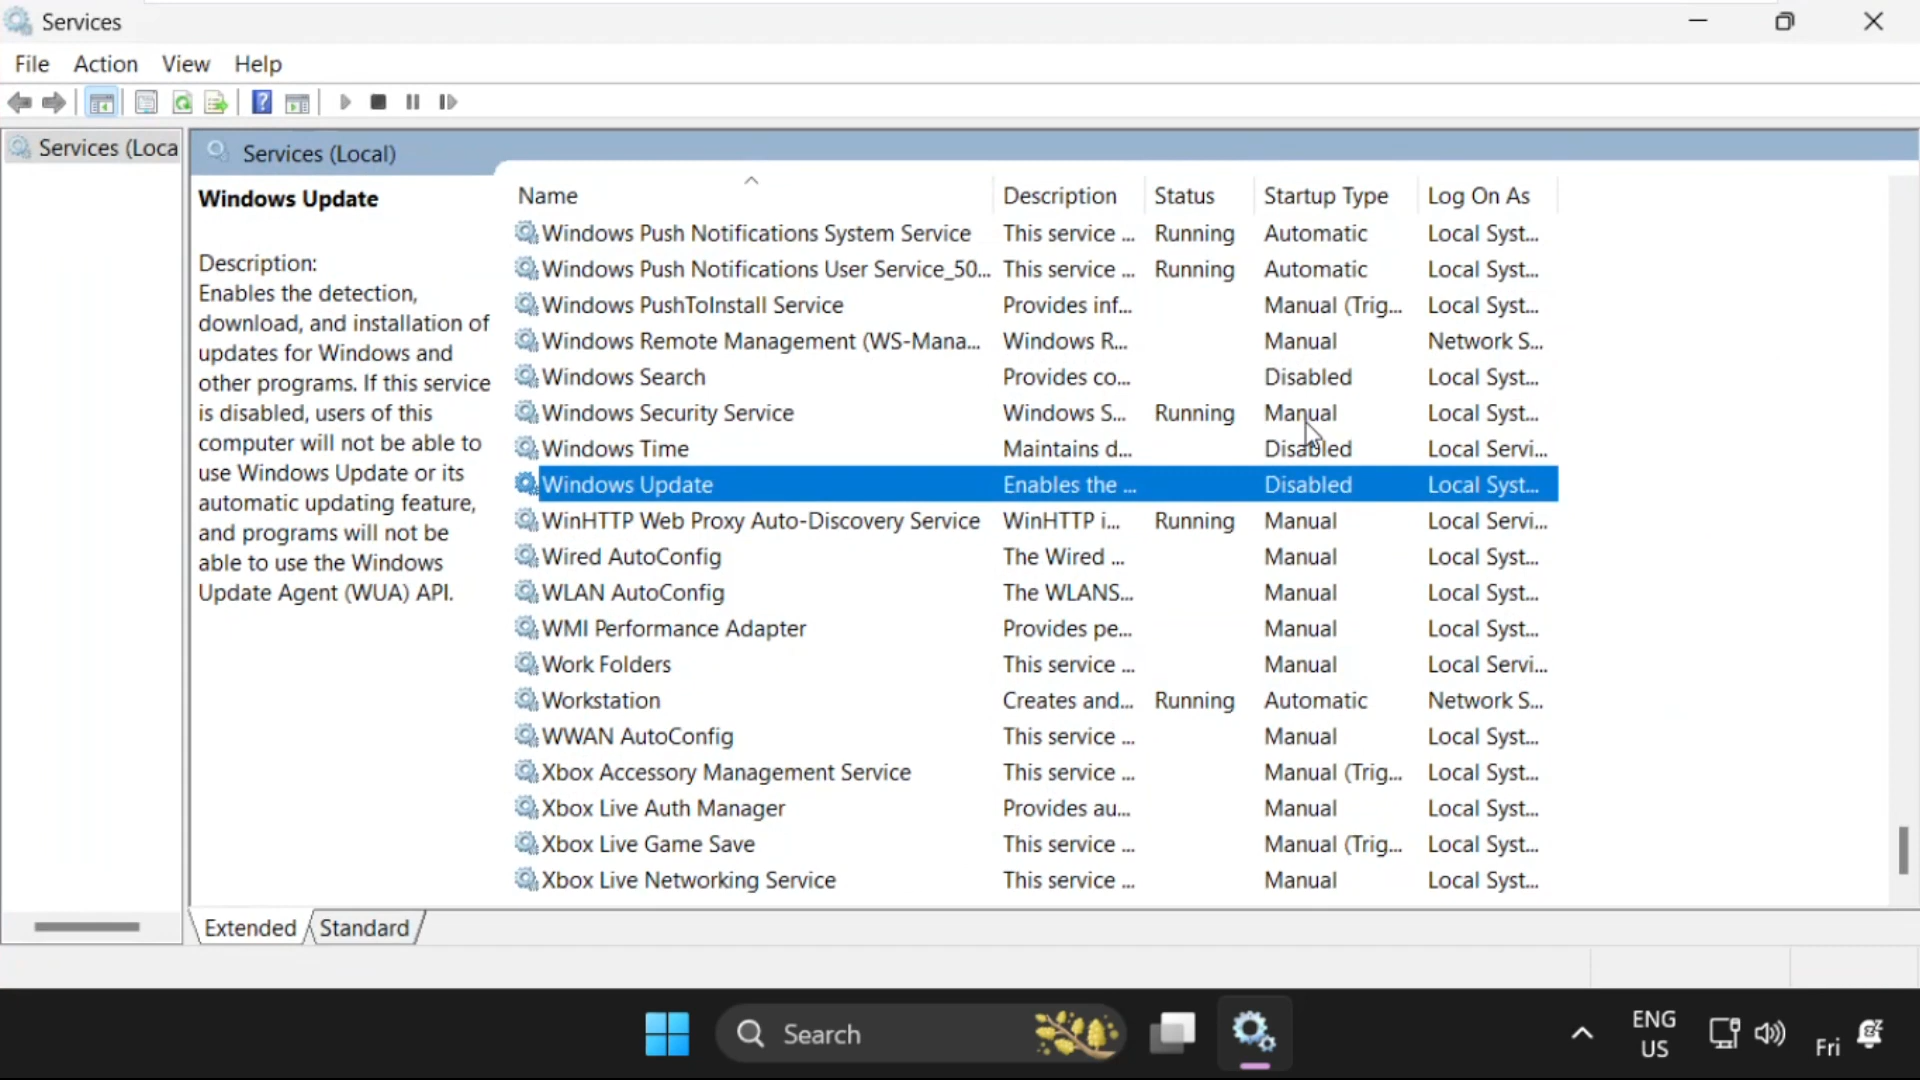 Services
File Action View Help
Services (Loca
Services (Local)
Windows Update
Description:
Enables the detection,
download, and installation of
updates for Windows and
other programs. If this service
is disabled, users of this
computer will not be able to
use Windows Update or its
automatic updating feature,
and programs will not be
able to use the Windows
Update Agent (WUA) API.
Name Description Status Startup Type Log On As
Windows Push Notifications System Service This service ... Running Automatic Local Syst...
Windows Push Notifications User Service_50... This service ... Running Automatic Local Syst...
Windows PushToInstall Service Provides inf... Manual (Trig... Local Syst...
Windows Remote Management (WS-Mana... Windows R... Manual Network S...
Windows Search Provides co... Disabled Local Syst...
Windows Security Service Windows S... Running Manual Local Syst...
Windows Time Maintains d... Disabled Local Servi...
Windows Update Enables the ... Disabled Local Syst...
WinHTTP Web Proxy Auto-Discovery Service WinHTTP i... Running Manual Local Servi...
Wired AutoConfig The Wired ... Manual Local Syst...
WLAN AutoConfig The WLANS... Manual Local Syst...
WMI Performance Adapter Provides pe... Manual Local Syst...
Work Folders This service ... Manual Local Servi...
Workstation Creates and... Running Automatic Network S...
WWAN AutoConfig This service ... Manual Local Syst...
Xbox Accessory Management Service This service ... Manual (Trig... Local Syst...
Xbox Live Auth Manager Provides au... Manual Local Syst...
Xbox Live Game Save This service ... Manual (Trig... Local Syst...
Xbox Live Networking Service This service ... Manual Local Syst...
Extended Standard
Search
ENG
US
Fri